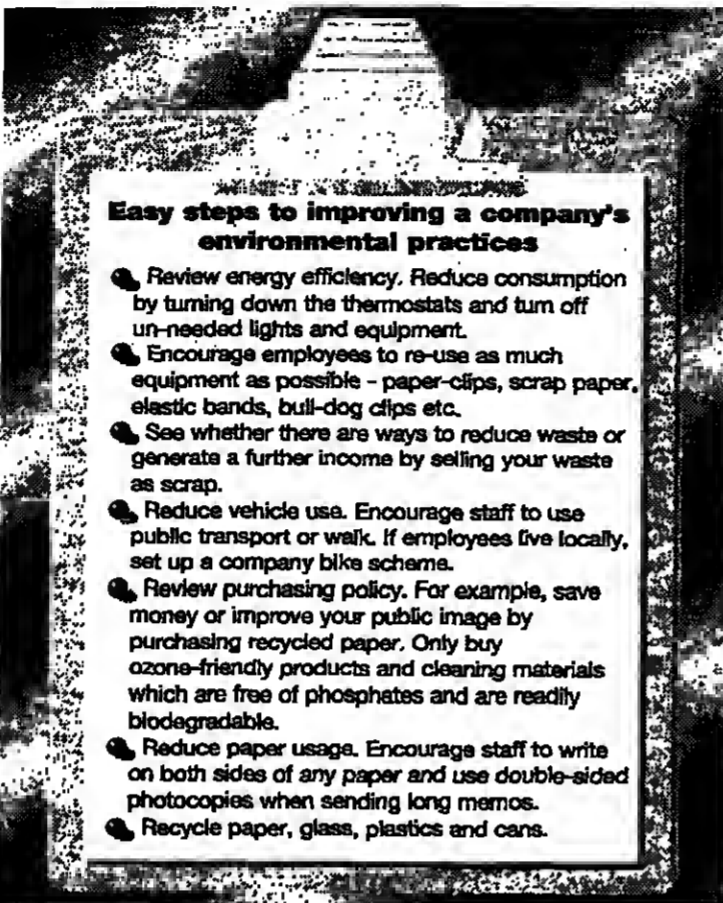 Easy steps to improving a company's
environmental practices
Review energy efficiency. Reduce consumption
by turning down the thermostats and turn off
un-needed lights and equipment.
Encourage employees to re-use as much
equipment as possible - paper-clips, scrap paper,
elastic bands, bull-dog clips etc.
See whether there are ways to reduce waste or
generate a further income by selling your waste
as scrap.
Reduce vehicle use. Encourage staff to use
public transport or walk. If employees live locally,
set up a company bike scheme.
Review purchasing policy. For example, save
money or improve your public image by
purchasing recycled paper. Only buy
ozone-friendly products and cleaning materials
which are free of phosphates and are readily
biodegradable.
Reduce paper usage. Encourage staff to write
on both sides of any paper and use double-sided
photocopies when sending long memos.
Recycle paper, glass, plastics and cans.